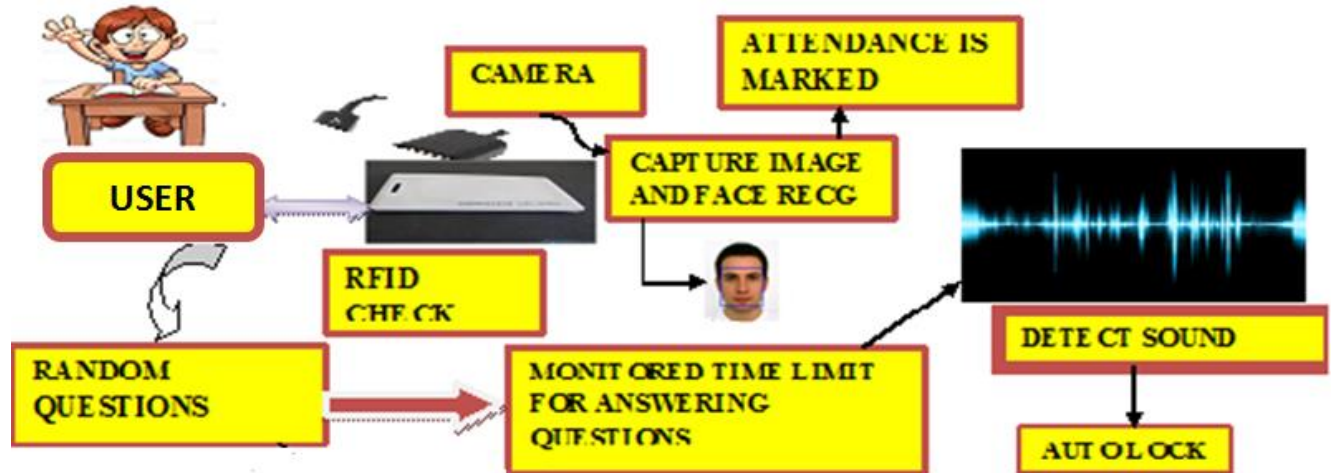 CAMERA
ATTENDANCE IS
MARKED
USER
CAPTURE IMAGE
AND FACE RECG
RFID
CHECK
DETECT SOUND
RANDOM
QUESTIONS
MONITORED TIME LIMIT
FOR ANSWERING
QUESTIONS
AUTOLOCK